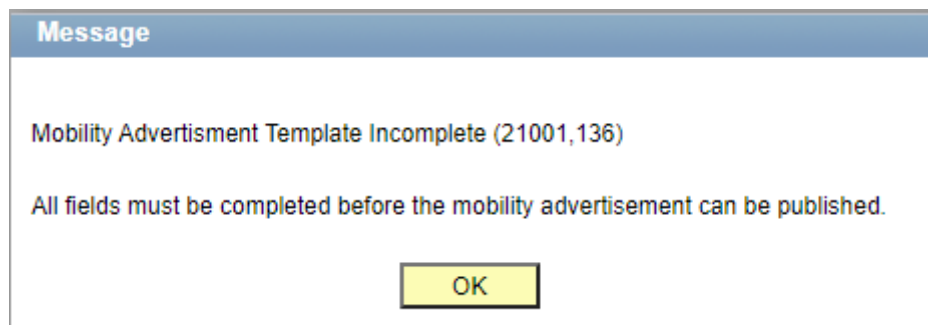 Message
Mobility Advertisment Template Incomplete (21001,136)
All fields must be completed before the mobility advertisement can be published.
OK